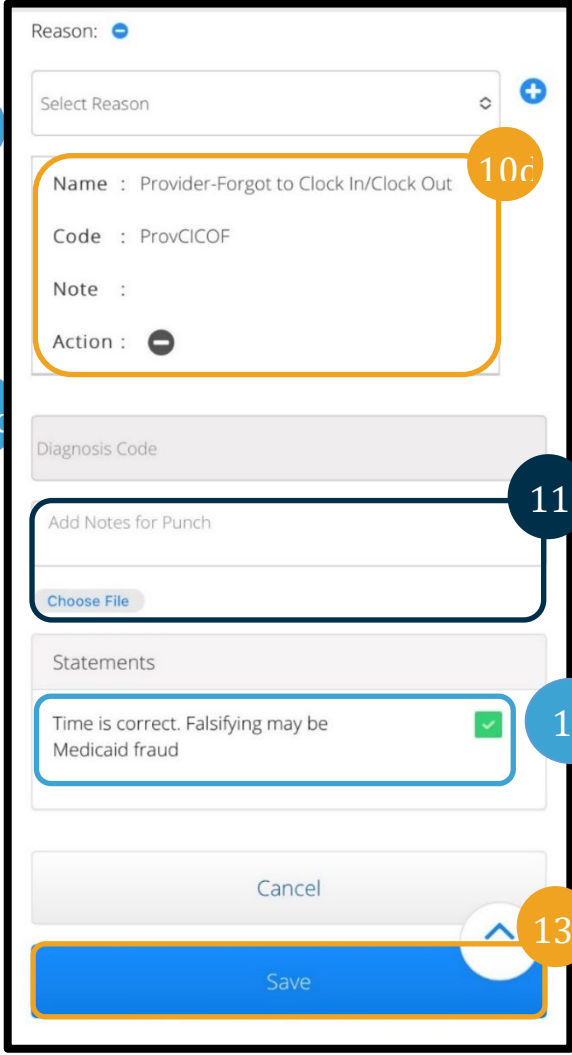 Reason:
Select Reason
10d
Name : Provider-Forgot to Clock In/Clock Out
Code : ProvCICOF
Note :
Action :
Diagnosis Code
11
Add Notes for Punch
Choose File
Statements
Time is correct. Falsifying may be
Medicaid fraud
1
Cancel
13
Save